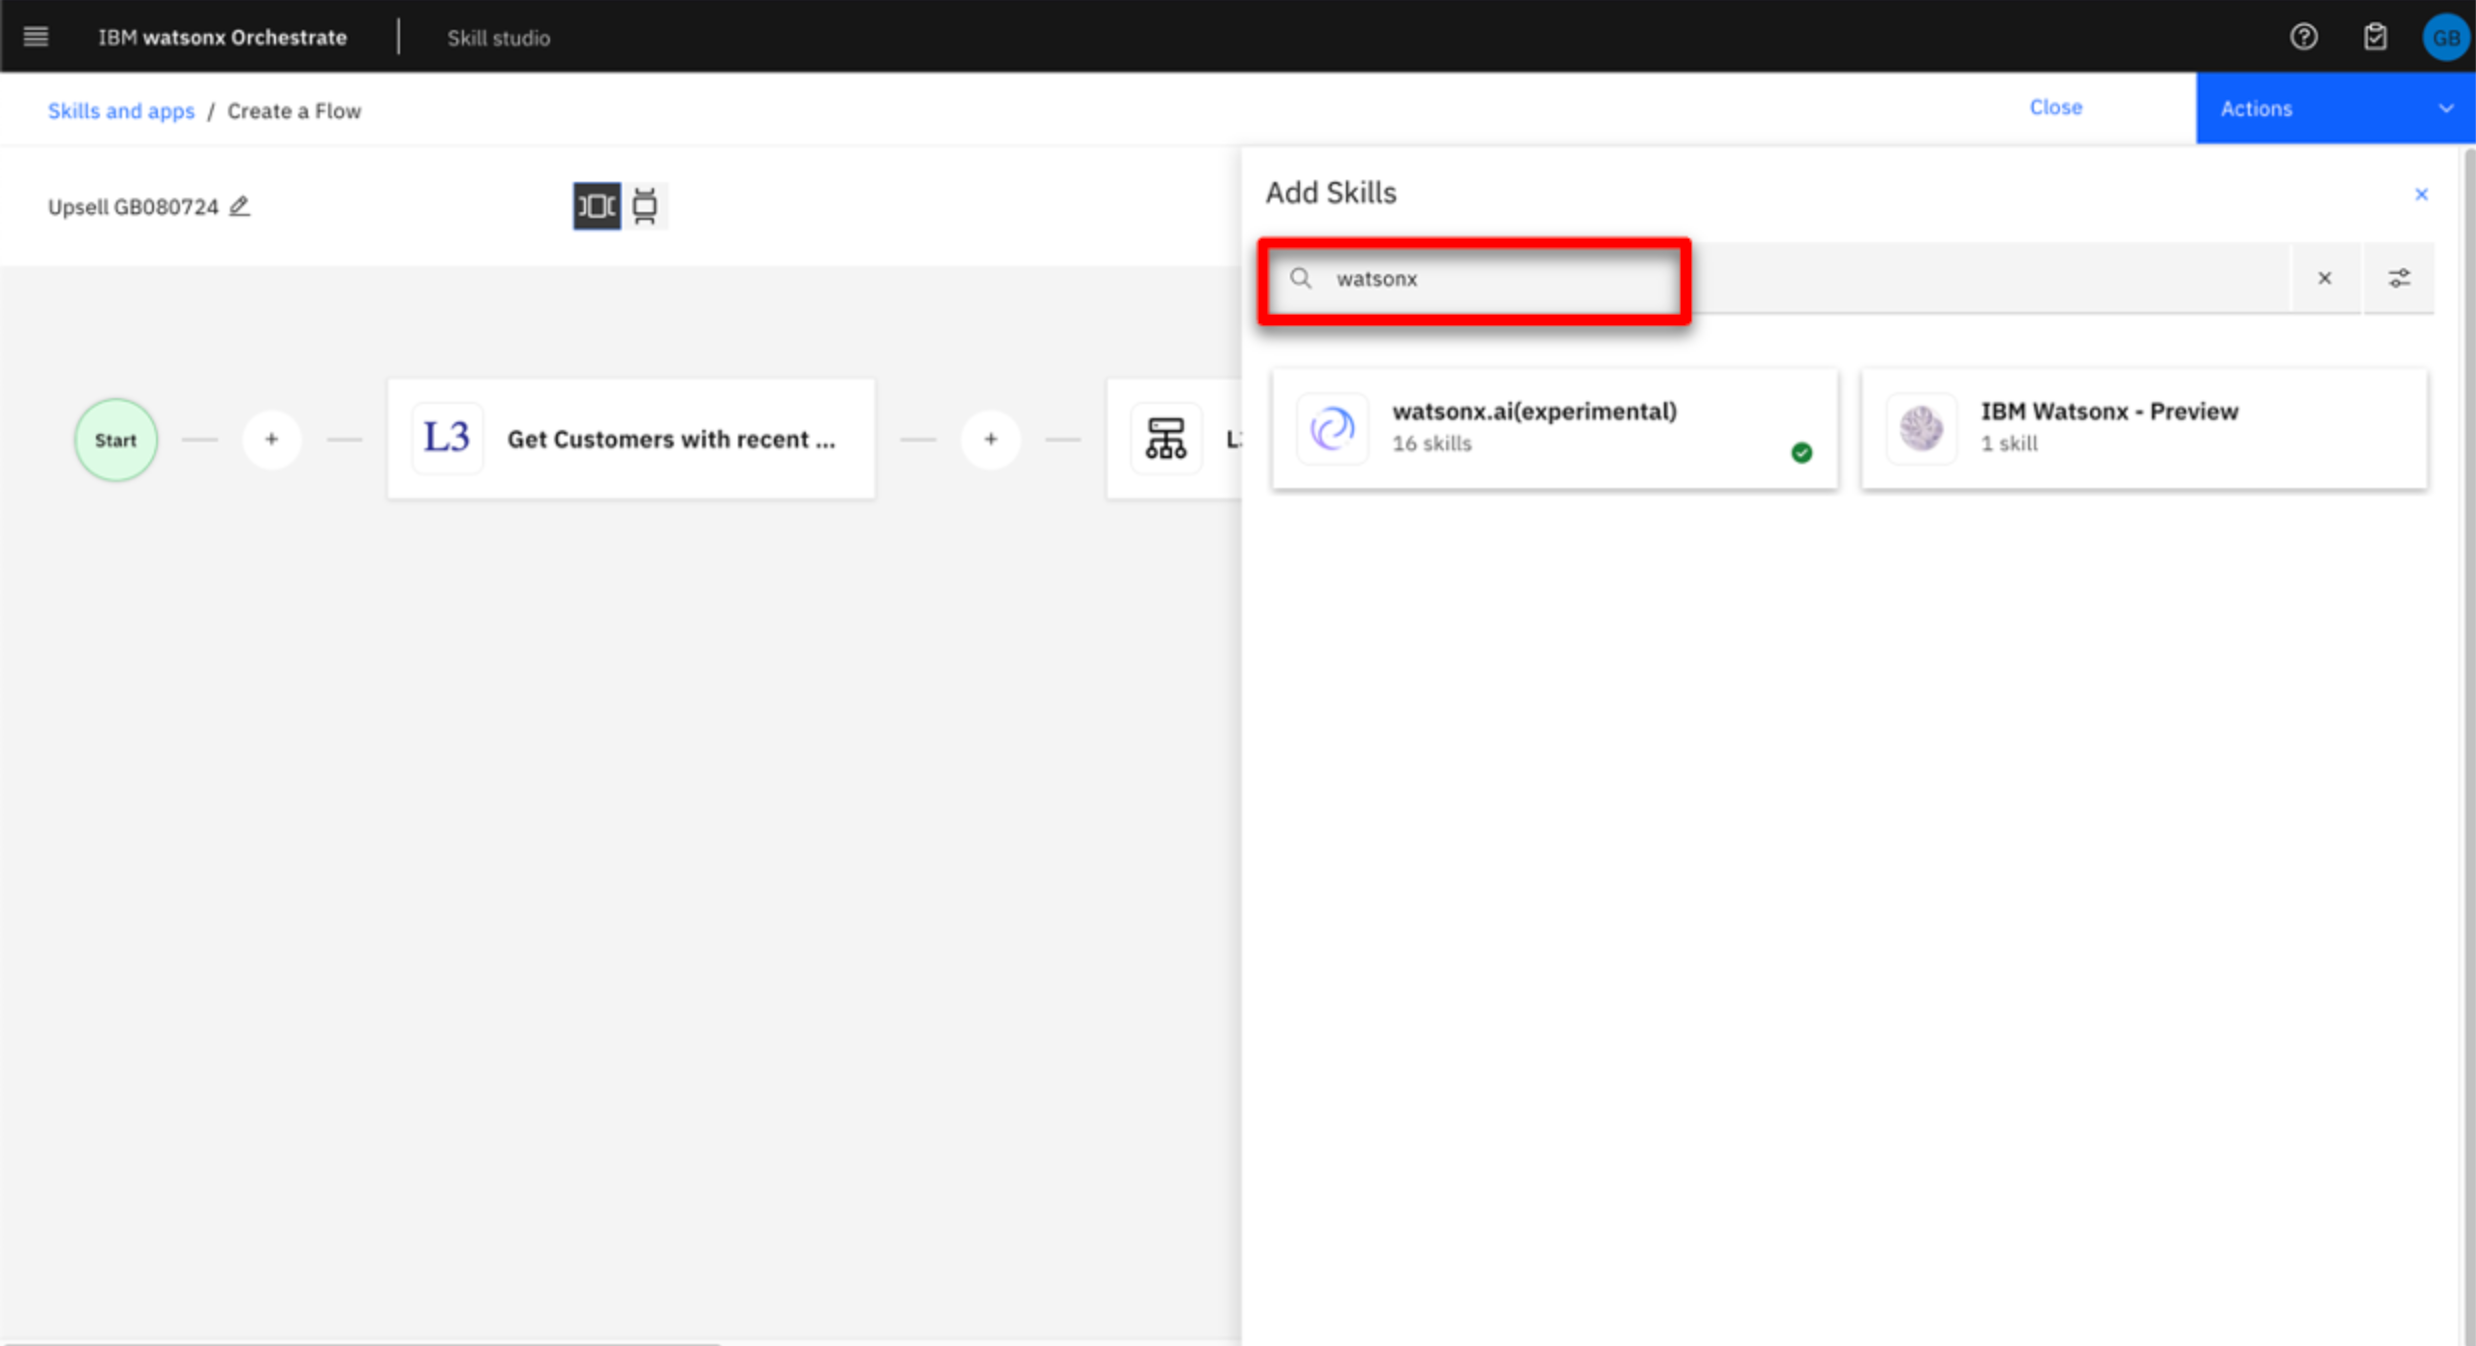 IBM watsonx Orchestrate
Skill studio
GB
Skills and apps / Create a Flow
Close
Actions
Upsell GB080724
Add Skills
watsonx
Start
+
L3
Get Customers with recent ...
+
watsonx.ai(experimental)
16 skills
IBM Watsonx - Preview
1 skill